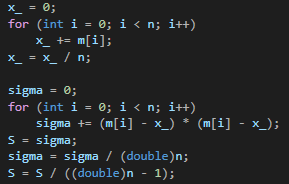 x_ = 0;
for (int i = 0; i < n; i++)
    x_ += m[i];
x_ = x_ / n;

sigma = 0;
for (int i = 0; i < n; i++)
    sigma += (m[i] - x_) * (m[i] - x_);
S = sigma;
sigma = sigma / (double)n;
S = S / ((double)n - 1);